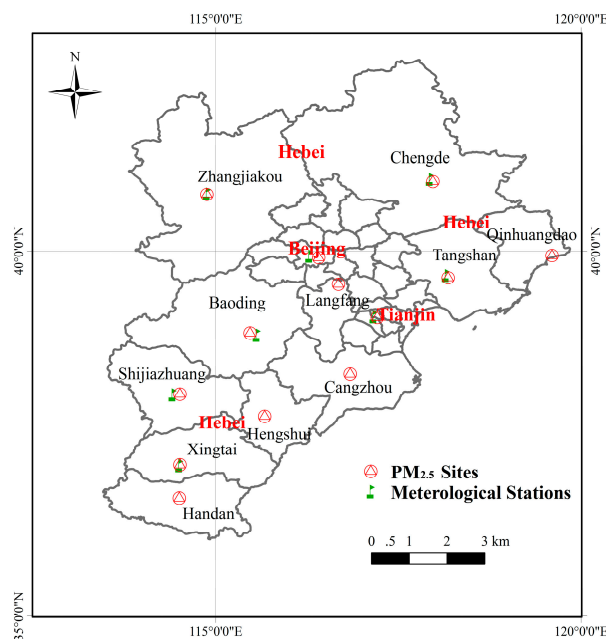 115°0'0"E
120°0'0"E
N
Hebei
Chengde
Zhangjiakou
Hebei
Qinhuangdao
40°0'0"N
Beijing
40°0'0"N
Tangshan
Langfang
Baoding
Tianjin
Shijiazhuang
Cangzhou
Hebei
Hengshui
Xingtai
PM2.5 Sites
Meterological Stations
Handan
0 .5 1 2 3 km
35°0'0"N
115°0'0"E
120°0'0"E